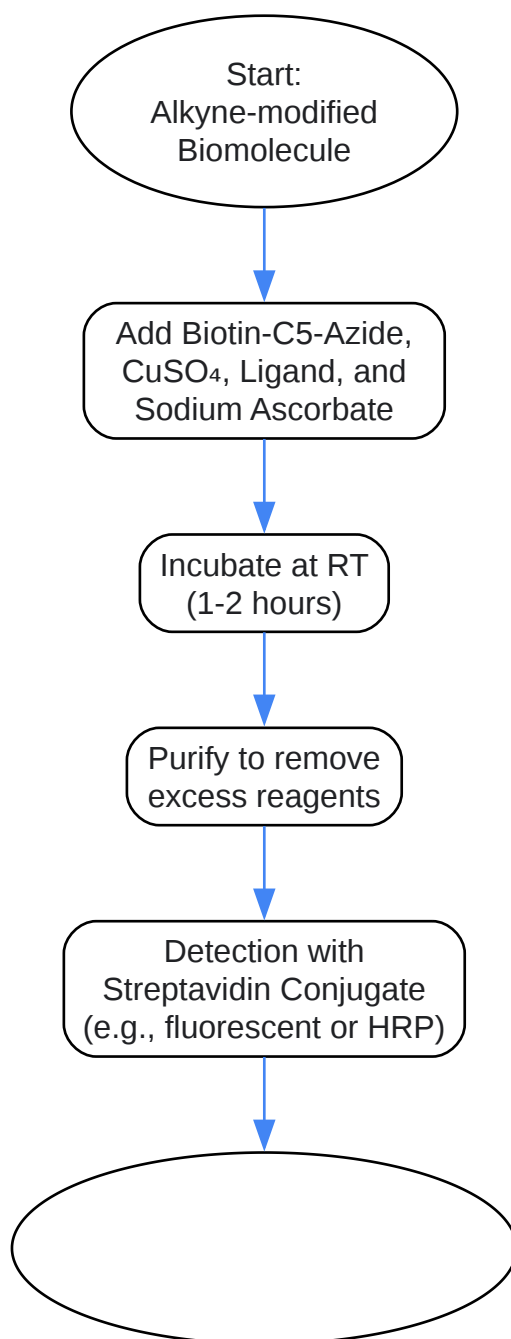 Start:
Alkyne-modified
Biomolecule
Add Biotin-C5-Azide,
CuSO₄, Ligand, and
Sodium Ascorbate
Incubate at RT
(1-2 hours)
Purify to remove
excess reagents
Detection with
Streptavidin Conjugate
(e.g., fluorescent or HRP)